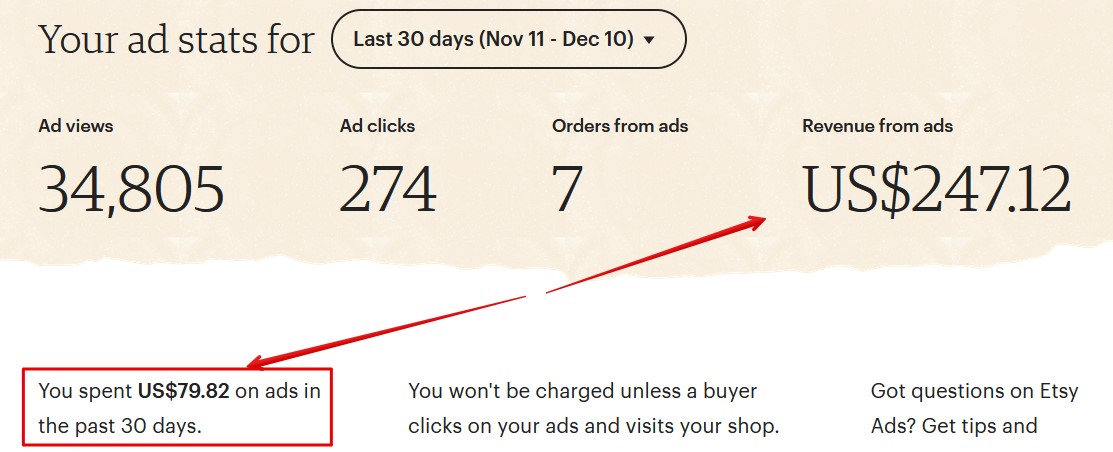 Your ad stats for Last 30 days (Nov 11 - Dec 10)
Ad views
34,805
Ad clicks
274
Orders from ads
7
Revenue from ads
US$247.12
You spent US$79.82 on ads in
the past 30 days.
You won't be charged unless a buyer
clicks on your ads and visits your shop.
Got questions on Etsy
Ads? Get tips and